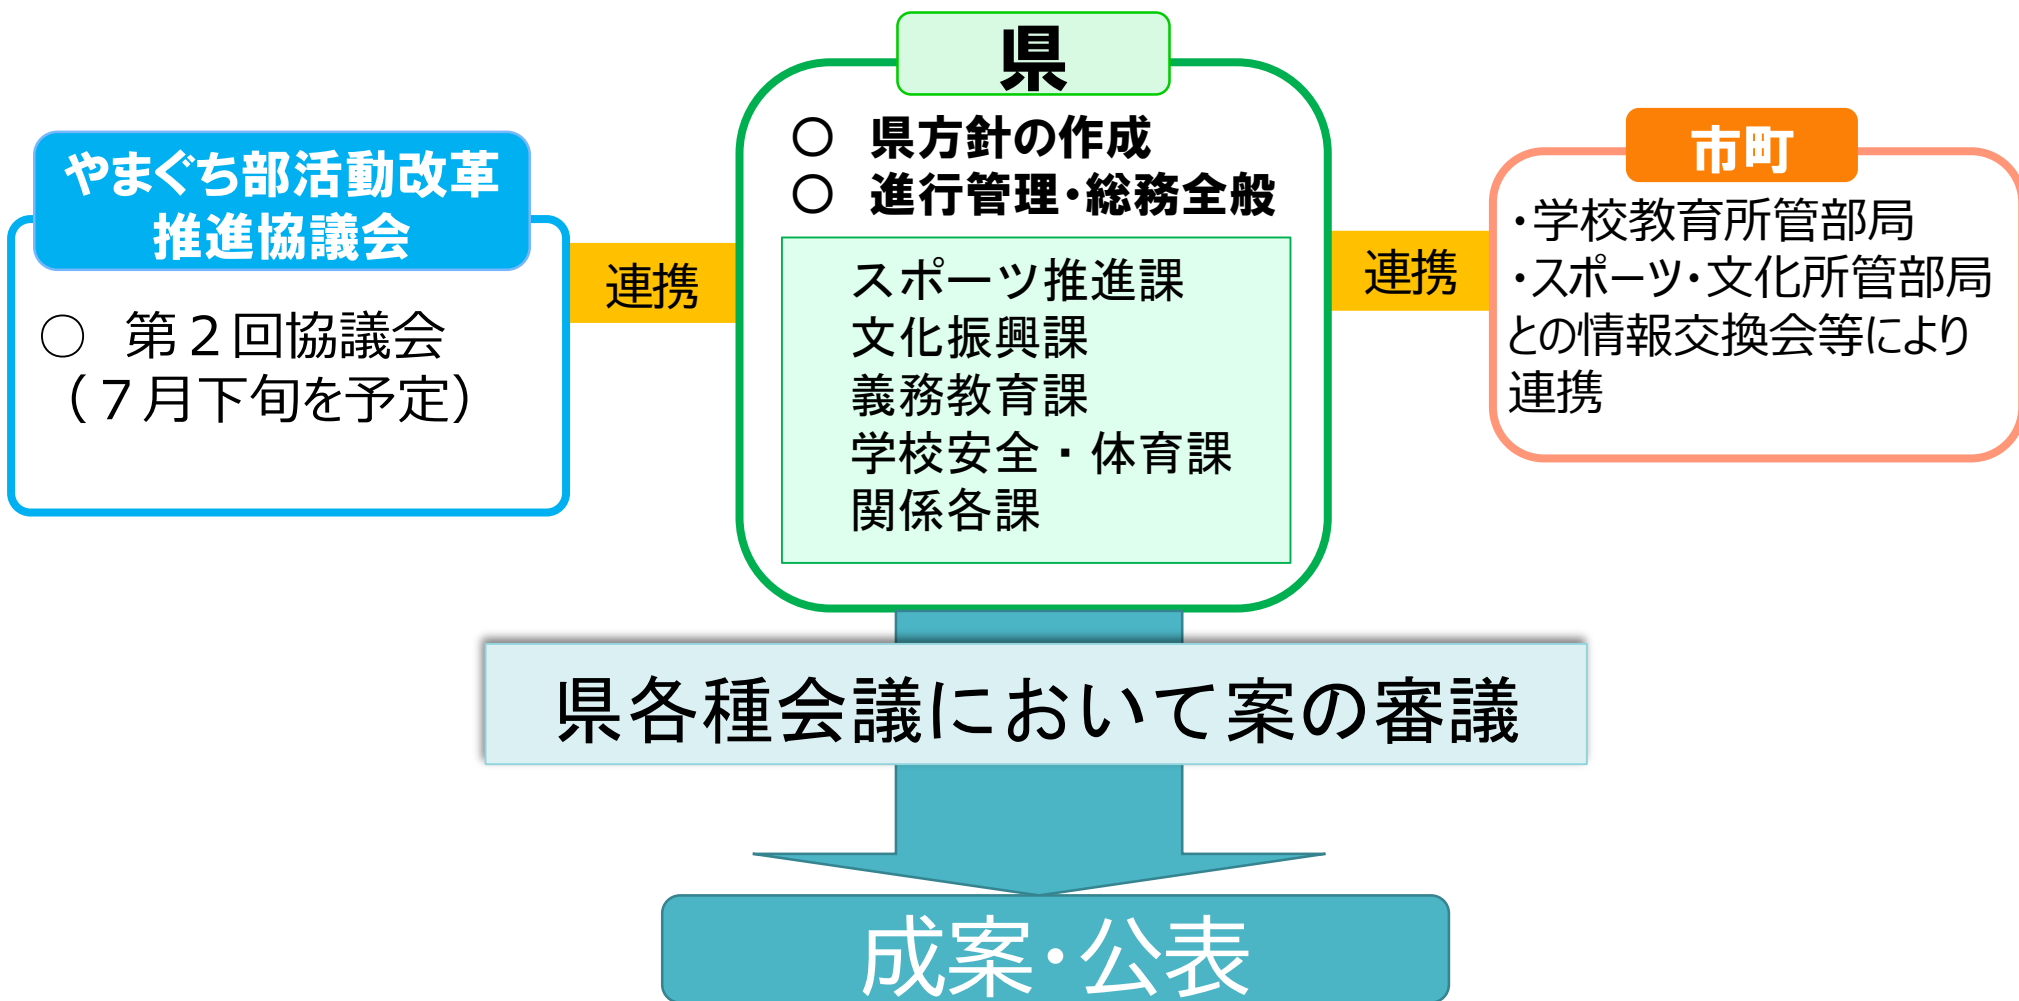 やまぐち部活動改革
推進協議会
○　第２回協議会
（７月下旬を予定）
連携
県
○　県方針の作成
○　進行管理・総務全般
スポーツ推進課
文化振興課
義務教育課
学校安全・体育課
関係各課
連携
市町
・学校教育所管部局
・スポーツ・文化所管部局
との情報交換会等により
連携
県各種会議において案の審議
成案・公表